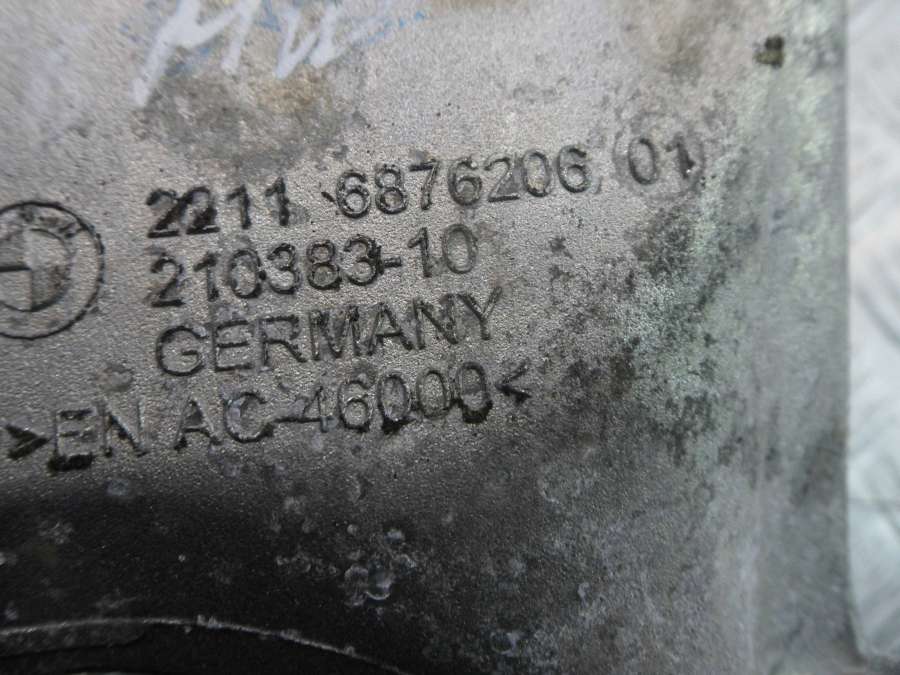 2211 6876206 01
210383-10
GERMANY
>EN AC-46000<